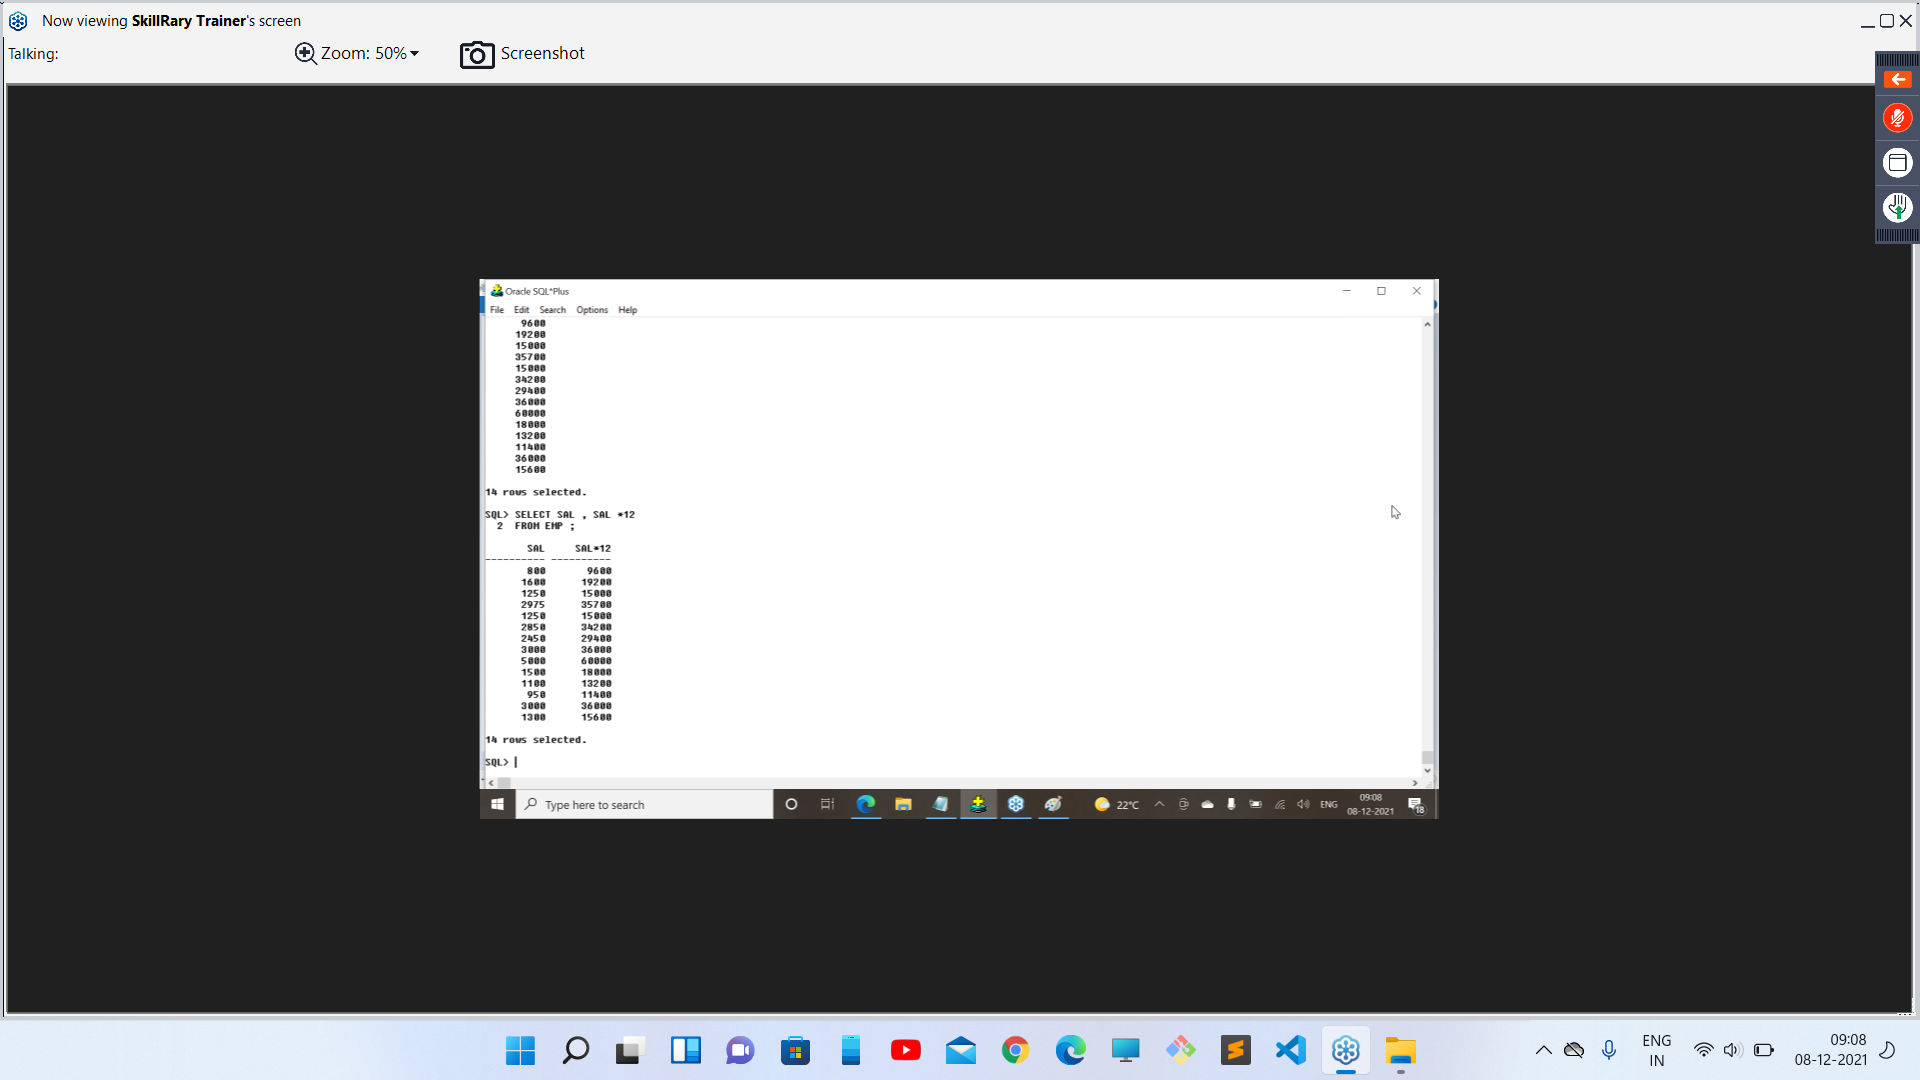 Now viewing SkillRary Trainer's screen
Talking:
Zoom: 50%
Screenshot
Oracle SQL*Plus
File Edit Search Options Help
9600
19200
15000
35700
15000
34200
29400
36000
60000
18000
13200
11400
36000
15600
14 rows selected.
SQL> SELECT SAL , SAL *12
2 FROM EMP ;
SAL SAL*12
---------- ----------
800 9600
1600 19200
1250 15000
2975 35700
1250 15000
2850 34200
2450 29400
3000 36000
5000 60000
1500 18000
1100 13200
950 11400
3000 36000
1300 15600
14 rows selected.
SQL>
Type here to search
22°C
ENG
09:08
08-12-2021
18
ENG
IN
09:08
08-12-2021